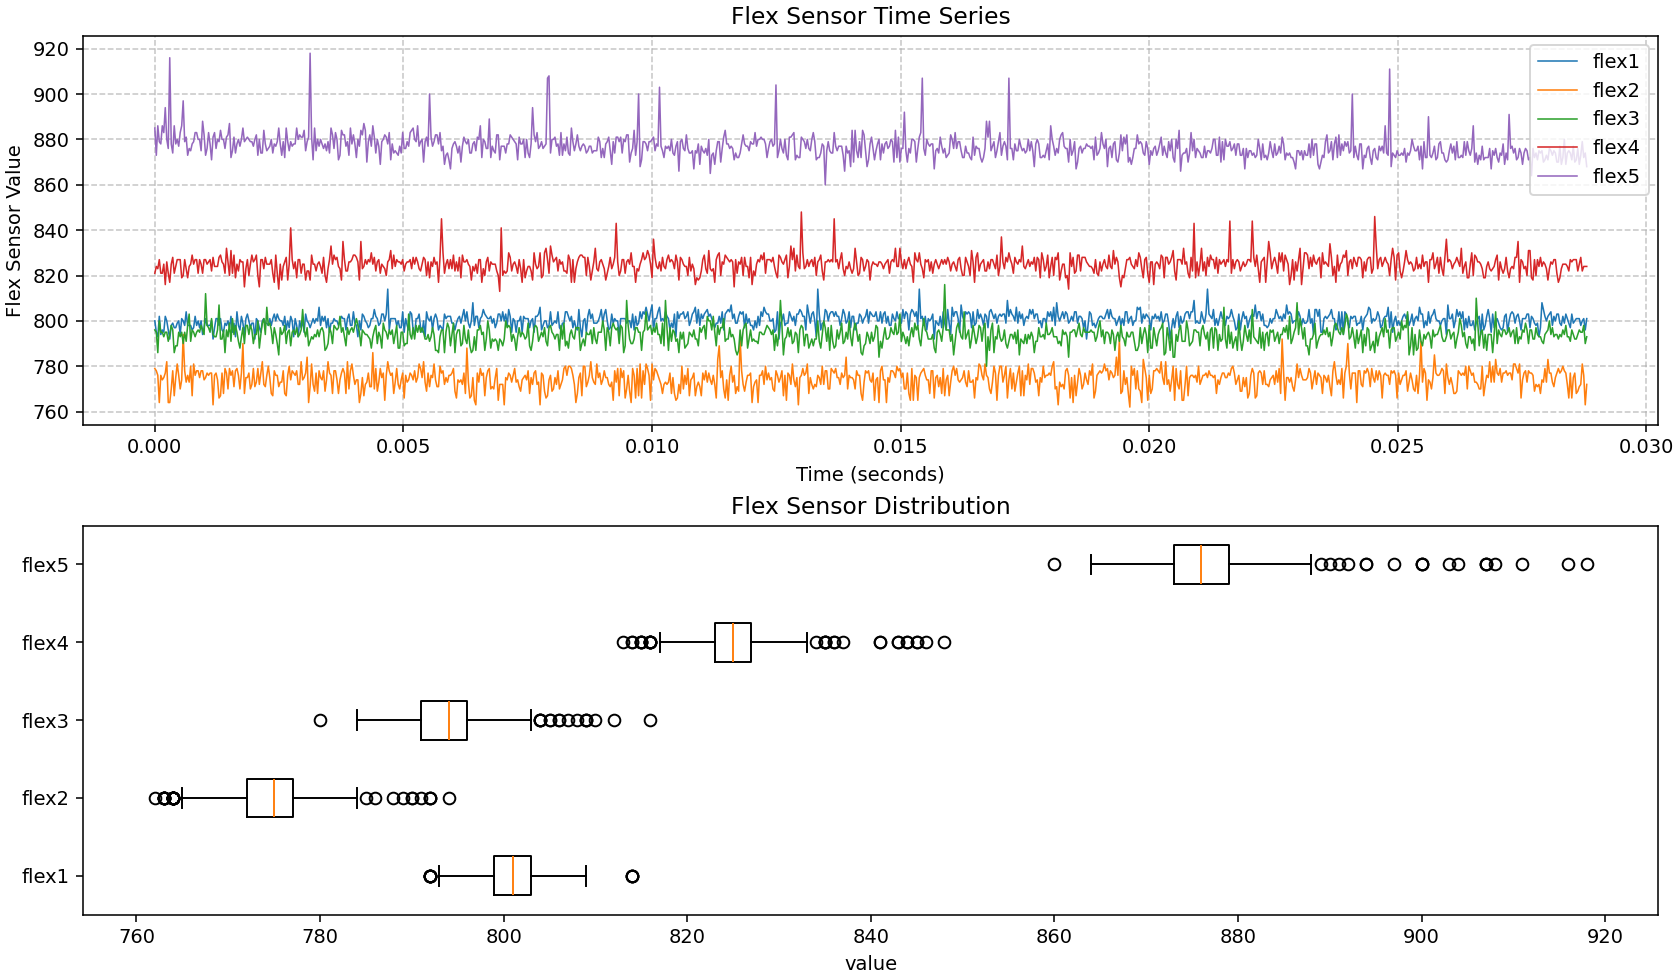 Flex Sensor Time Series
Flex Sensor Value
920
900
880
860
840
820
800
780
760
flex1
flex2
flex3
flex4
flex5
0.000 0.005 0.010 0.015 0.020 0.025 0.030
Time (seconds)
Flex Sensor Distribution
flex5
flex4
flex3
flex2
flex1
760 780 800 820 840 860 880 900 920
value